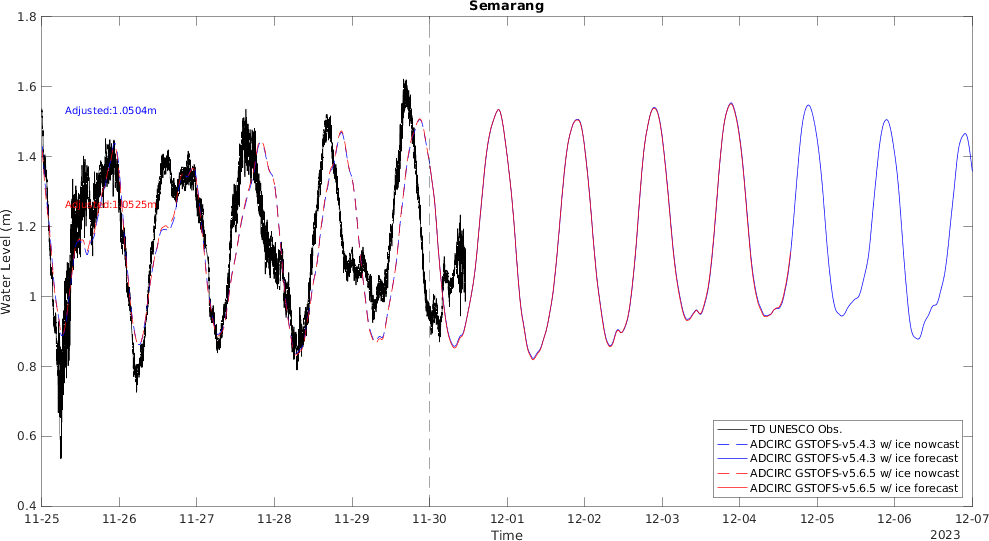 Semarang
1.8
1.6
1.4
1.2
1
0.8
0.6
0.4
Water Level (m)
Adjusted:1.0504m
Adjusted:1.0525m
TD UNESCO Obs.
ADCIRC GSTOFS-v5.4.3 w/ ice nowcast
ADCIRC GSTOFS-v5.4.3 w/ ice forecast
ADCIRC GSTOFS-v5.6.5 w/ ice nowcast
ADCIRC GSTOFS-v5.6.5 w/ ice forecast
11-25 11-26 11-27 11-28 11-29 11-30 12-01 12-02 12-03 12-04 12-05 12-06 12-07
Time
2023